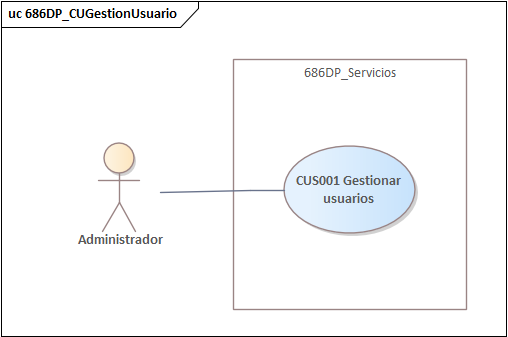 uc 686DP_CUGestionUsuario
686DP_Servicios
CUS001 Gestionar
usuarios
Administrador